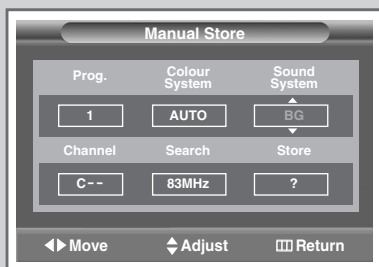 Manual Store
Prog. Colour System Sound System
1 AUTO BG
Channel Search Store
C-- 83MHz ?
Move Adjust Return